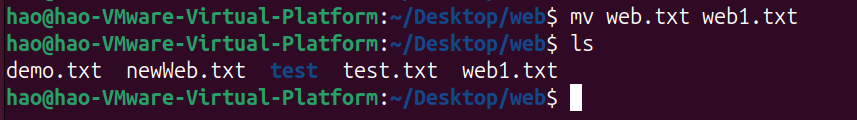 hao@hao-VMware-Virtual-Platform:~/Desktop/web$ mv web.txt web1.txt
hao@hao-VMware-Virtual-Platform:~/Desktop/web$ ls
demo.txt  newWeb.txt  test  test.txt  web1.txt
hao@hao-VMware-Virtual-Platform:~/Desktop/web$